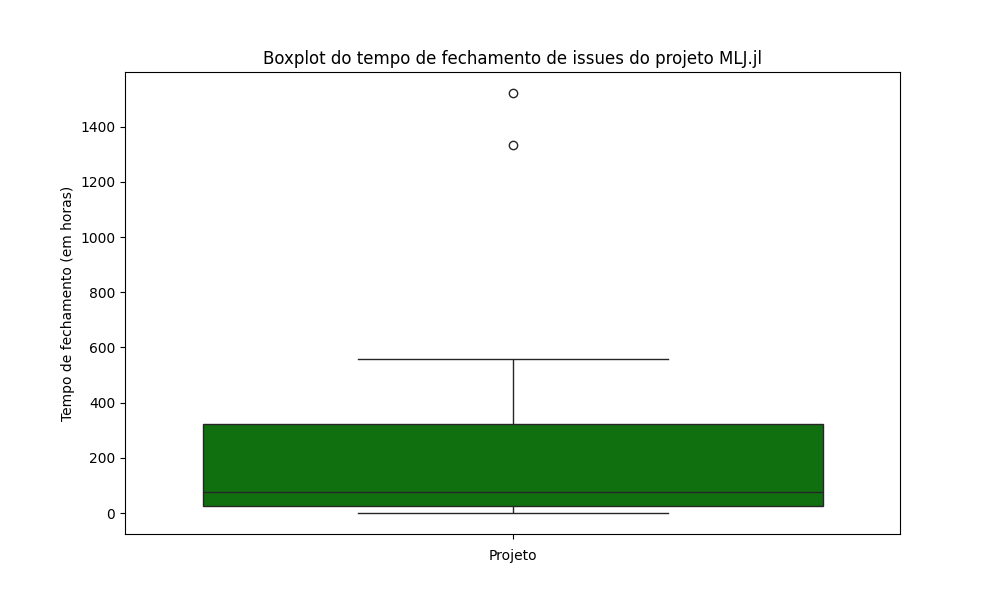 Boxplot do tempo de fechamento de issues do projeto MLJ.jl
Tempo de fechamento (em horas)
1400
1200
1000
800
600
400
200
0
Projeto